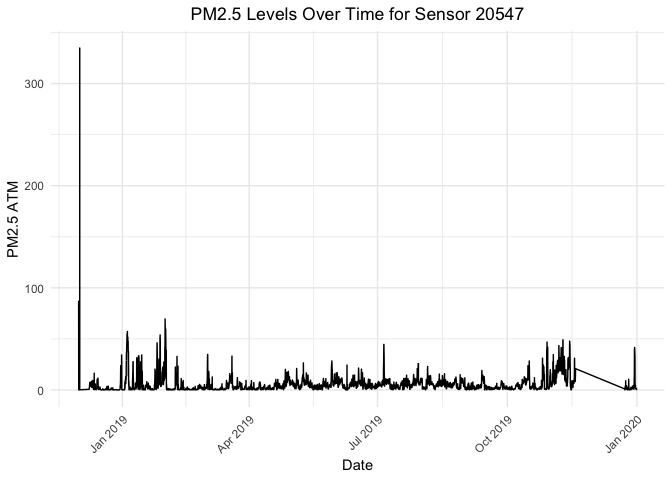 PM2.5 Levels Over Time for Sensor 20547
PM2.5 ATM
300
200
100
0
Jan 2019
Apr 2019
Jul 2019
Oct 2019
Jan 2020
Date